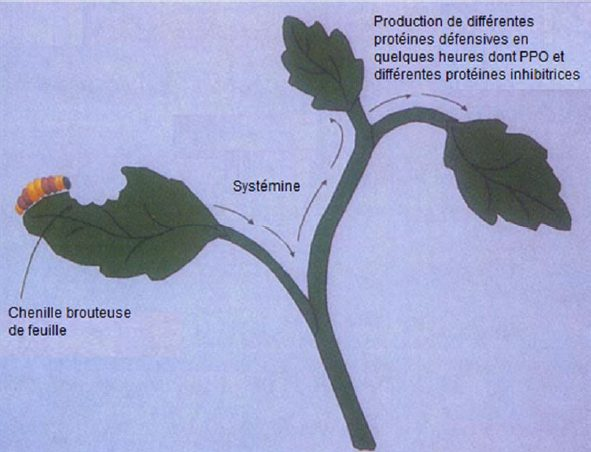 Production de différentes
protéines défensives en
quelques heures dont PPO et
différentes protéines inhibitrices
Systémine
Chenille brouteuse
de feuille